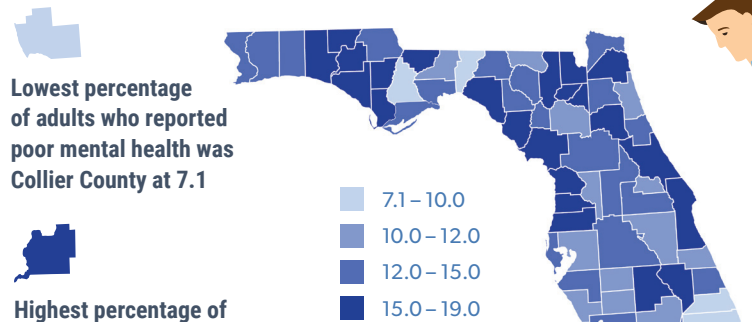 Lowest percentage
of adults who reported
poor mental health was
Collier County at 7.1
Highest percentage of
7.1 – 10.0
10.0 – 12.0
12.0 – 15.0
15.0 – 19.0